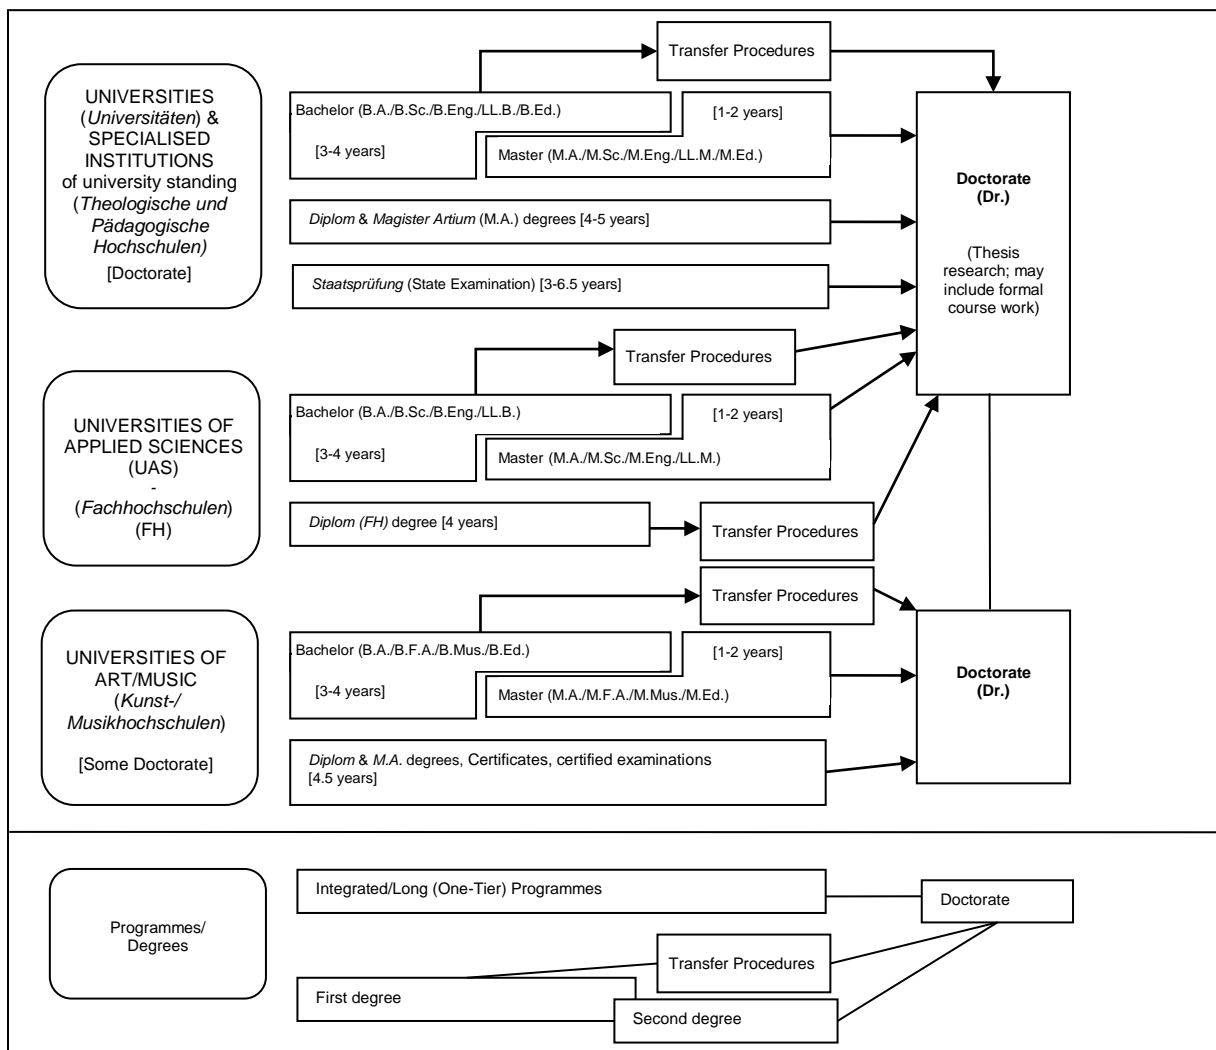 Transfer Procedures
UNIVERSITIES
(Universitäten) &
SPECIALISED
INSTITUTIONS
of university standing
(Theologische und
Pädagogische
Hochschulen)
[Doctorate]
Bachelor (B.A./B.Sc./B.Eng./LL.B./B.Ed.)
[3-4 years]
[1-2 years]
Master (M.A./M.Sc./M.Eng./LL.M./M.Ed.)
Diplom & Magister Artium (M.A.) degrees [4-5 years]
Staatsprüfung (State Examination) [3-6.5 years]
Doctorate
(Dr.)
(Thesis
research; may
include formal
course work)
Transfer Procedures
UNIVERSITIES OF
APPLIED SCIENCES
(UAS)
-
(Fachhochschulen)
(FH)
Bachelor (B.A./B.Sc./B.Eng./LL.B.)
[3-4 years]
[1-2 years]
Master (M.A./M.Sc./M.Eng./LL.M.)
Diplom (FH) degree [4 years]
Transfer Procedures
Transfer Procedures
UNIVERSITIES OF
ART/MUSIC
(Kunst-/
Musikhochschulen)
[Some Doctorate]
Bachelor (B.A./B.F.A./B.Mus./B.Ed.)
[3-4 years]
[1-2 years]
Master (M.A./M.F.A./M.Mus./M.Ed.)
Diplom & M.A. degrees, Certificates, certified examinations
[4.5 years]
Doctorate
(Dr.)
Programmes/
Degrees
Integrated/Long (One-Tier) Programmes
Doctorate
Transfer Procedures
First degree
Second degree